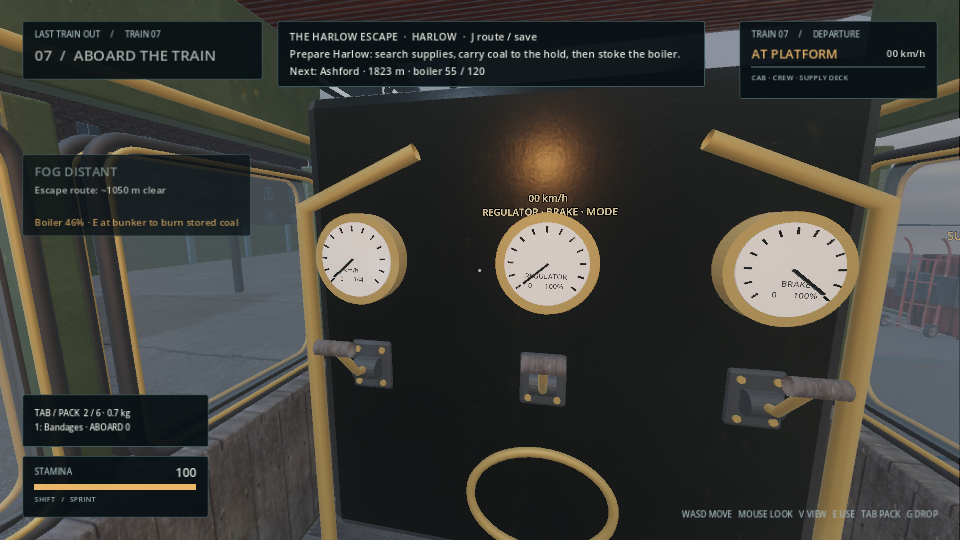 LAST TRAIN OUT / TRAIN 07
07 / ABOARD THE TRAIN
THE HARLOW ESCAPE · HARLOW · J route / save
Prepare Harlow: search supplies, carry coal to the hold, then stoke the boiler.
Next: Ashford · 1823 m · boiler 55 / 120
TRAIN 07 / DEPARTURE
AT PLATFORM 00 km/h
CAB · CREW · SUPPLY DECK
FOG DISTANT
Escape route: ~1050 m clear
Boiler 46% · E at bunker to burn stored coal
00 km/h
REGULATOR · BRAKE · MODE
km/h
0 144
REGULATOR
0 100%
BRAKE
0 100%
SU
TAB / PACK 2 / 6 · 0.7 kg
1: Bandages · ABOARD 0
STAMINA 100
SHIFT / SPRINT
WASD MOVE MOUSE LOOK V VIEW E USE TAB PACK G DROP